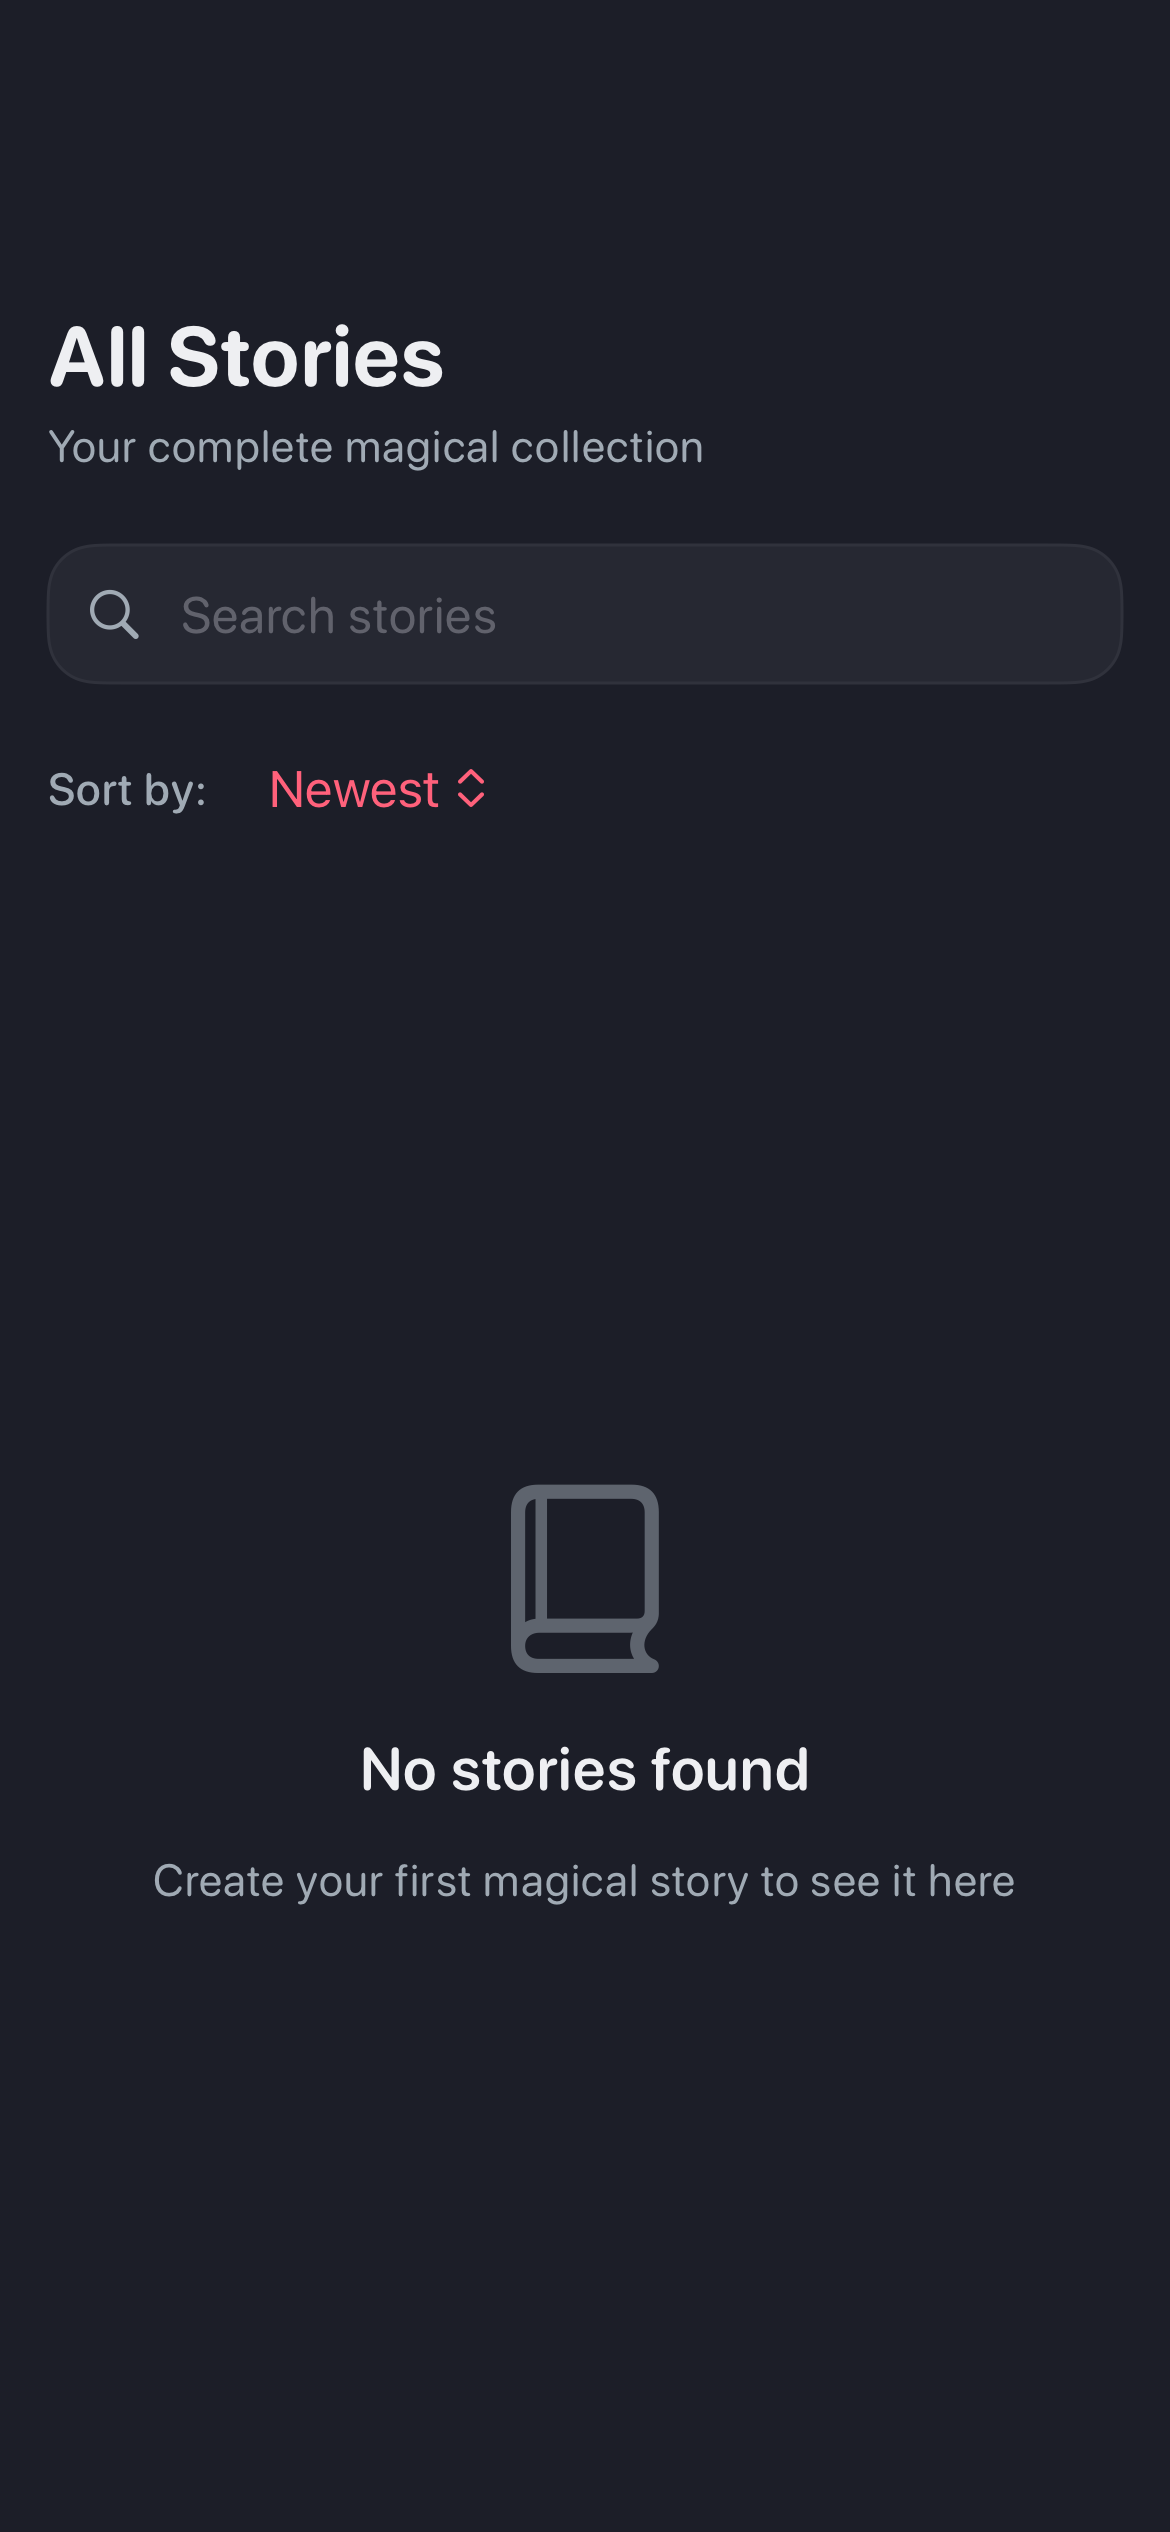 All Stories
Your complete magical collection
Search stories
Sort by: Newest
No stories found
Create your first magical story to see it here